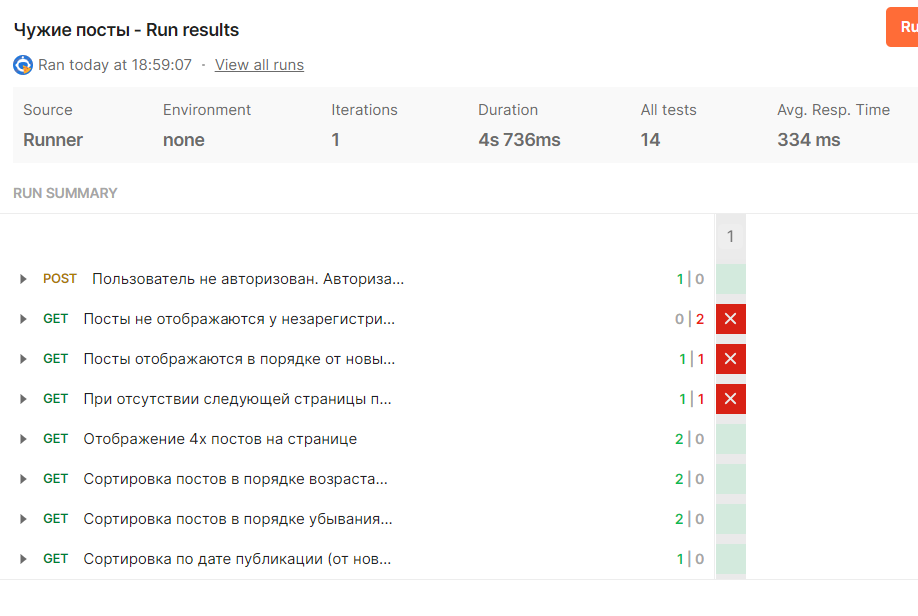 Чужие посты - Run results
Ru
Ran today at 18:59:07 · View all runs
Source Environment Iterations Duration All tests Avg. Resp. Time
Runner none 1 4s 736ms 14 334 ms
RUN SUMMARY
1
POST Пользователь не авторизован. Авториза... 1 | 0
GET Посты не отображаются у незарегистри... 0 | 2
GET Посты отображаются в порядке от новы... 1 | 1
GET При отсутствии следующей страницы п... 1 | 1
GET Отображение 4х постов на странице 2 | 0
GET Сортировка постов в порядке возраста... 2 | 0
GET Сортировка постов в порядке убывания... 2 | 0
GET Сортировка по дате публикации (от нов... 1 | 0